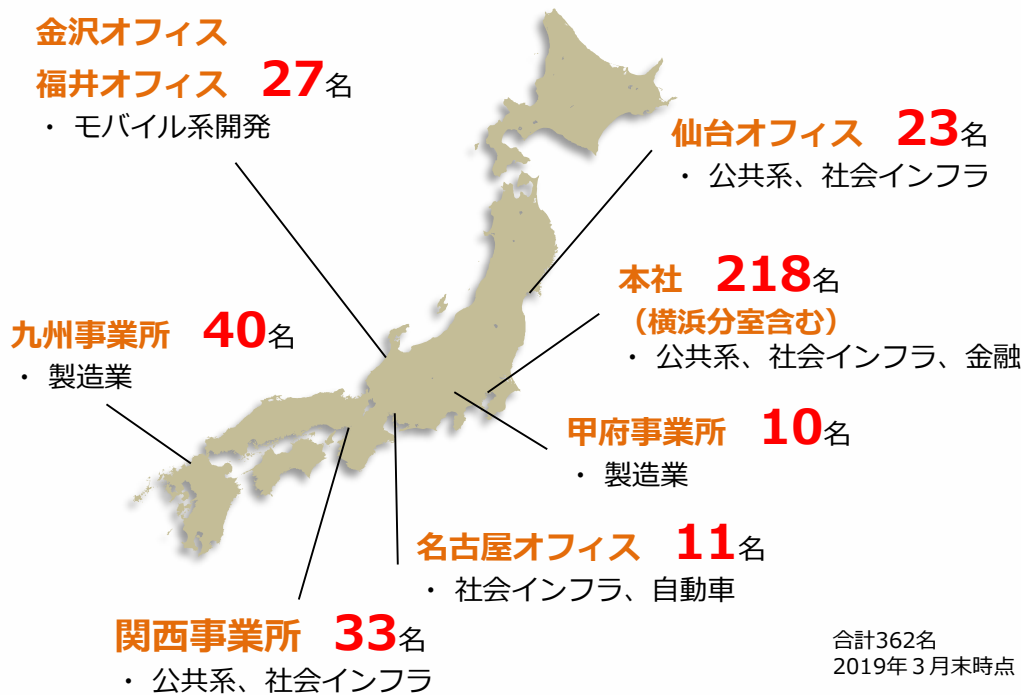 金沢オフィス
福井オフィス 27名
・ モバイル系開発
仙台オフィス 23名
・ 公共系、社会インフラ
本社 218名
（横浜分室含む）
・ 公共系、社会インフラ、金融
九州事業所 40名
・ 製造業
甲府事業所 10名
・ 製造業
名古屋オフィス 11名
・ 社会インフラ、自動車
関西事業所 33名
・ 公共系、社会インフラ
合計362名
2019年３月末時点